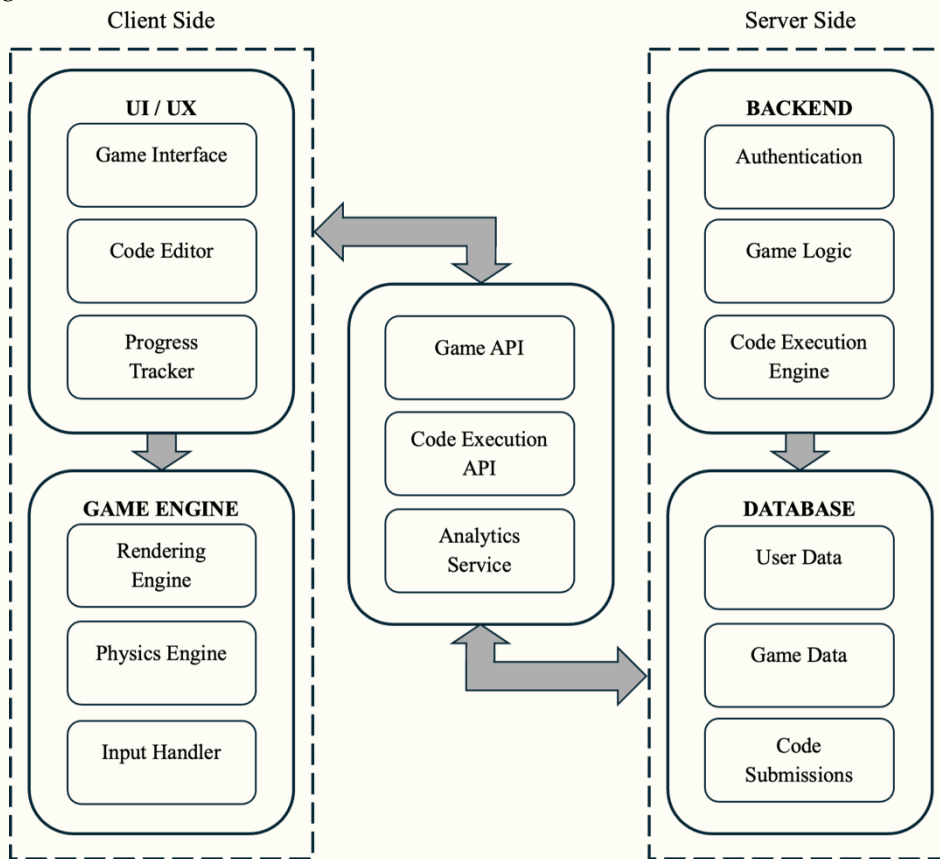 Client Side
Server Side
UI / UX
Game Interface
Code Editor
Progress
Tracker
GAME ENGINE
Rendering
Engine
Physics Engine
Input Handler
Game API
Code Execution
API
Analytics
Service
BACKEND
Authentication
Game Logic
Code Execution
Engine
DATABASE
User Data
Game Data
Code
Submissions